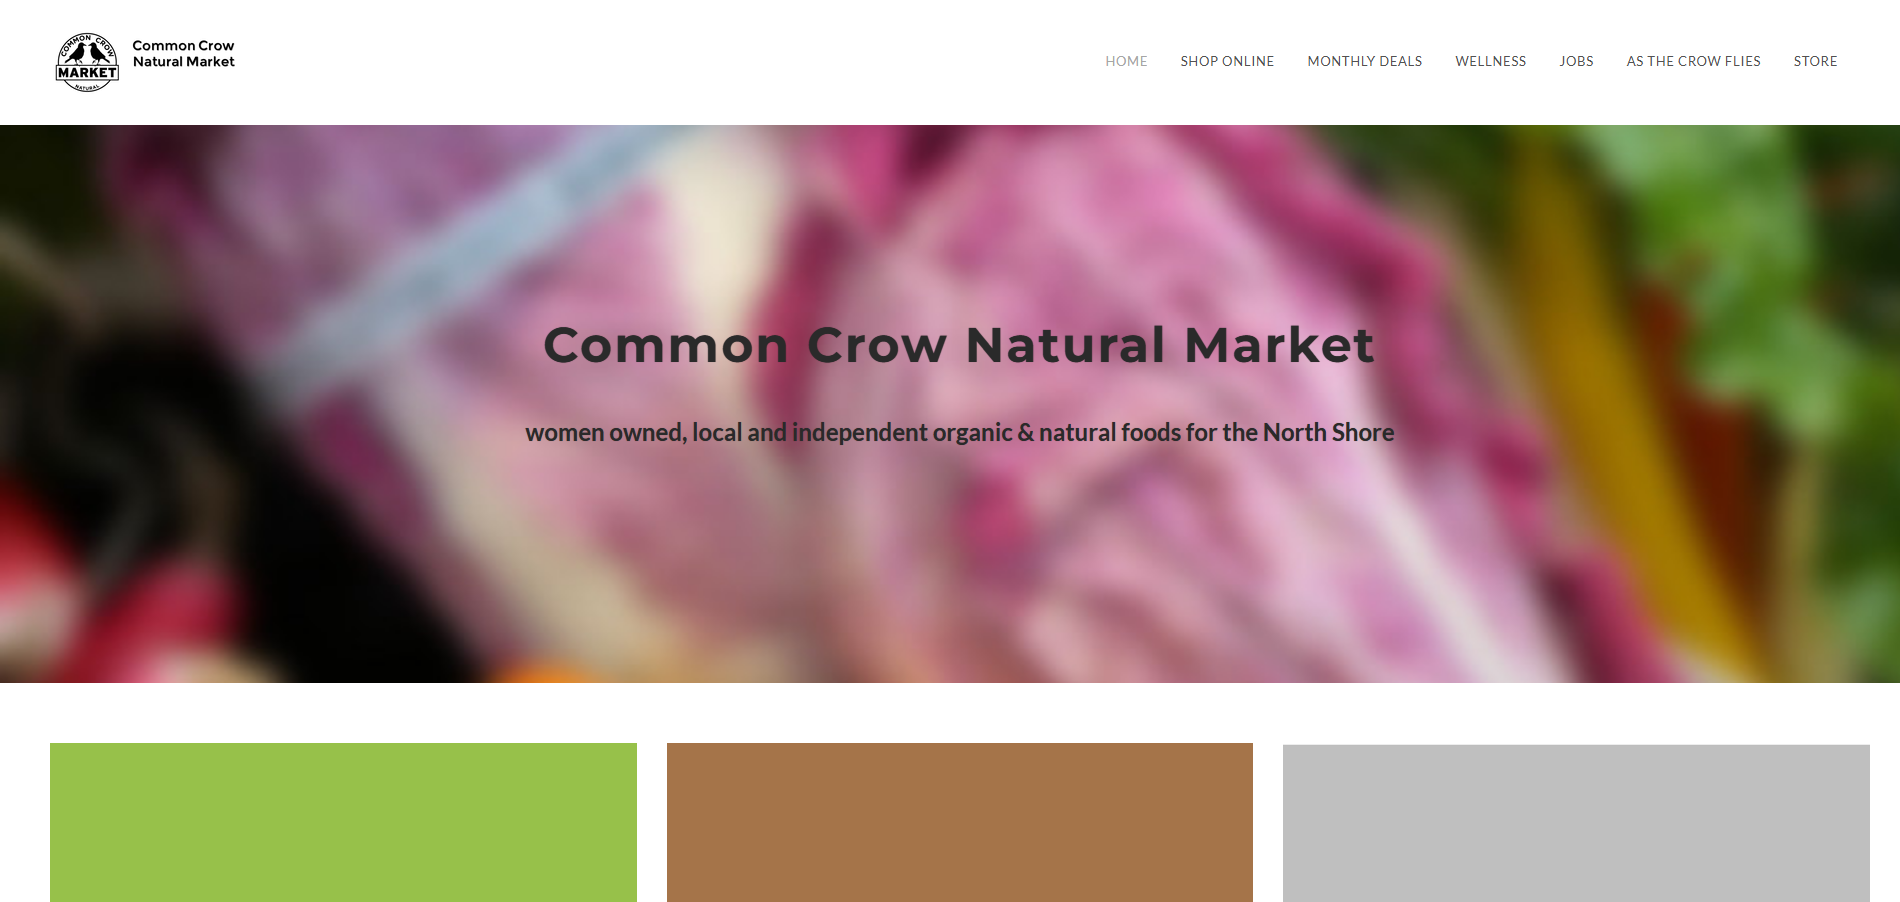 COMMON CROW
MARKET
NATURAL
Common Crow
Natural Market
HOME SHOP ONLINE MONTHLY DEALS WELLNESS JOBS AS THE CROW FLIES STORE
Common Crow Natural Market
women owned, local and independent organic & natural foods for the North Shore